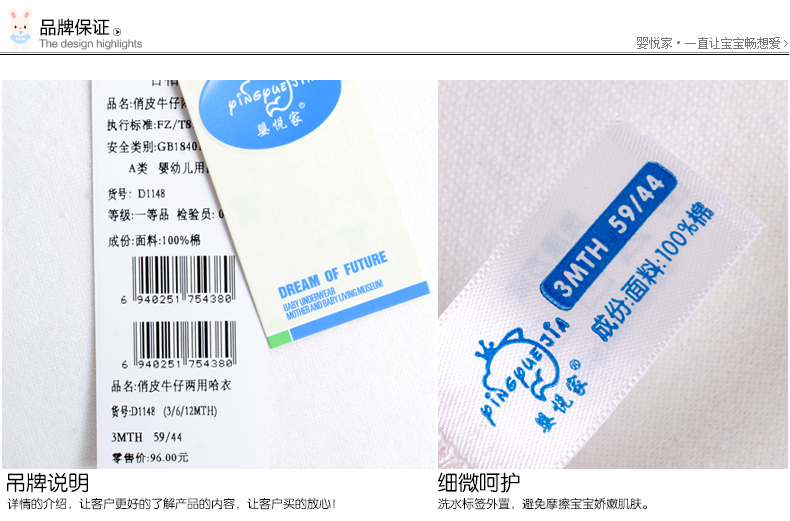 品牌保证
The design highlights
婴悦家·一直让宝宝畅想爱
品名:俏皮牛仔两
执行标准:FZ/T8
安全类别:GB1840
A类 婴幼儿用
货号: D1148
等级:一等品 检验员: 0
成份:面料:100%棉
6 940251 754380
6 940251 754380
品名:俏皮牛仔两用哈衣
货号:D1148 (3/6/12MTH)
3MTH 59/44
零售价:96.00元
PINGYUEJIA
婴悦家®
DREAM OF FUTURE
BABY UNDERWEAR
MOTHER AND BABY LIVING MUSEUM
3MTH 59/44
成份:面料:100%棉
PINGYUEJIA
婴悦家®
吊牌说明
详情的介绍，让客户更好的了解产品的内容，让客户买的放心!
细微呵护
洗水标签外置，避免摩擦宝宝娇嫩肌肤。